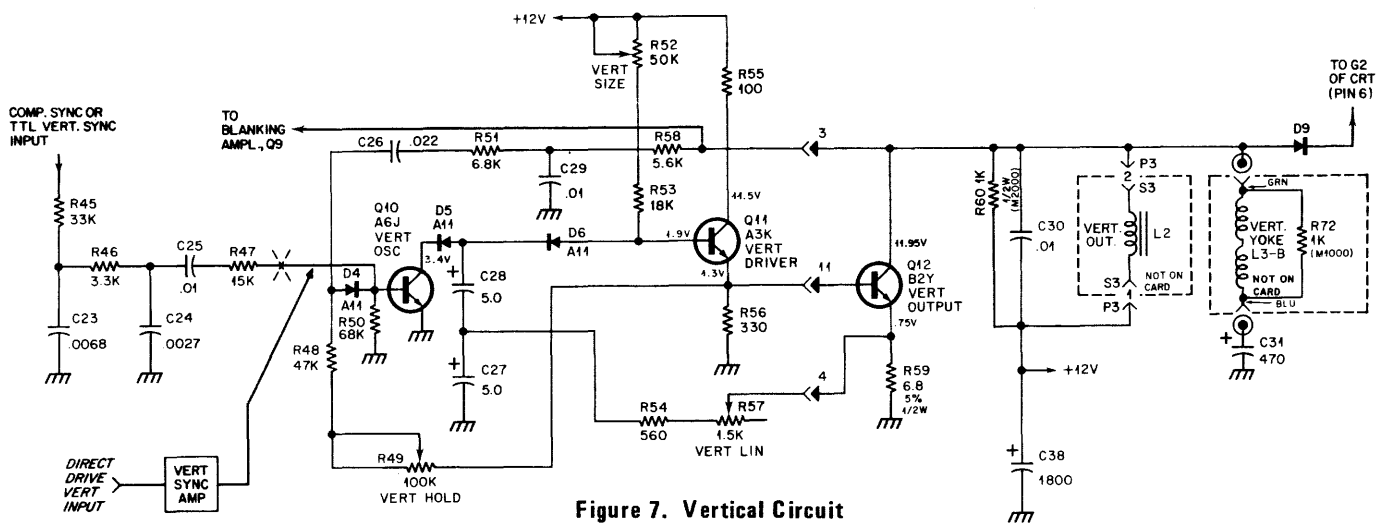 +12V
R52
50K
VERT
SIZE
R55
100
COMP. SYNC OR
TTL VERT. SYNC
INPUT
TO
BLANKING
AMPL., Q9
C26
.022
R51
6.8K
R58
5.6K
3
C29
.01
R53
18K
11.5V
R45
33K
R46
3.3K
C25
.01
R47
15K
Q10
A6J
VERT
OSC
D5
A11
3.4V
D6
A11
1.9V
Q11
A3K
VERT
DRIVER
1.3V
11
11.95V
Q12
B2Y
VERT
OUTPUT
.75V
D4
A11
R50
68K
C28
5.0
C23
.0068
C24
.0027
R48
47K
C27
5.0
R56
330
4
R59
6.8
5%
1/2W
R54
560
R57
1.5K
VERT LIN
R49
100K
VERT HOLD
DIRECT
DRIVE
VERT
INPUT
VERT
SYNC
AMP
R60 1K
1/2W
(M2000)
C30
.01
P3
2
S3
VERT.
OUT.
L2
S3
NOT ON
CARD
P3
1
+12V
C38
1800
TO G2
OF CRT
(PIN 6)
D9
GRN
VERT.
YOKE
L3-B
R72
1K
(M1000)
NOT ON
CARD
BLU
C31
470
Figure 7. Vertical Circuit